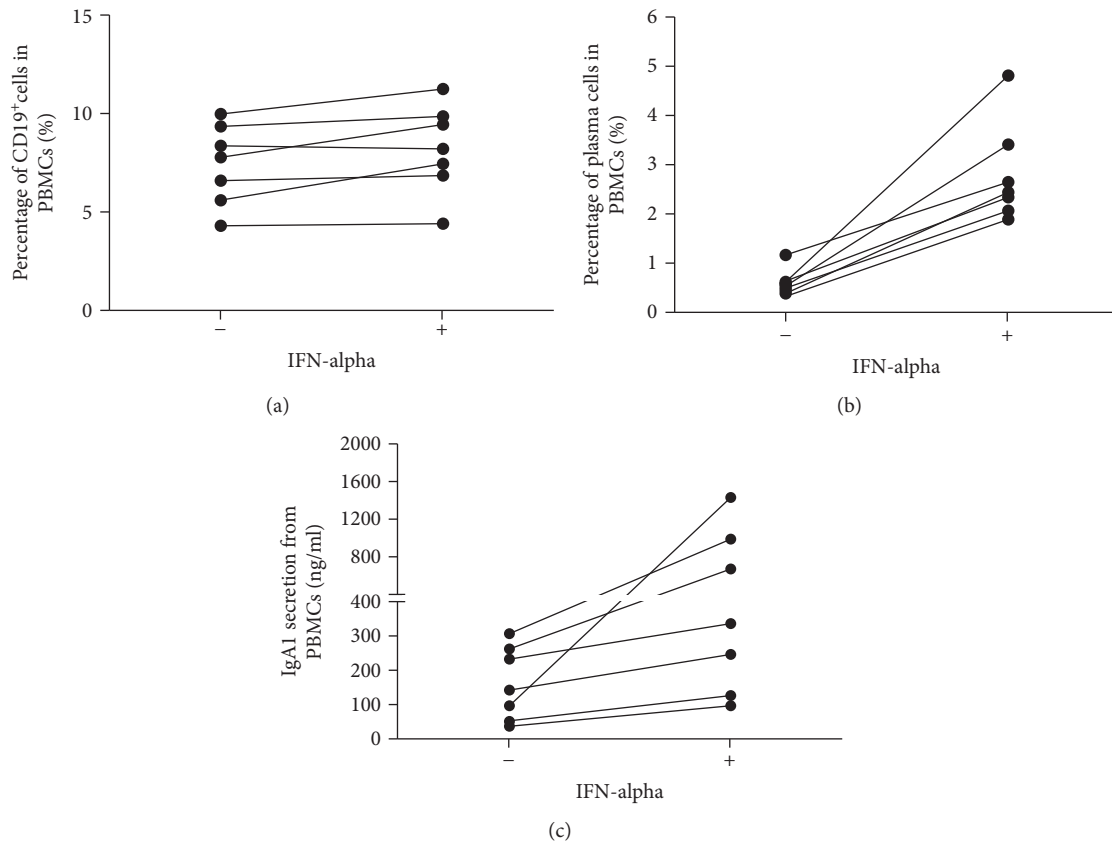 Percentage of CD19⁺cells in
PBMCs (%)
15
10
5
0
−
+
IFN-alpha
(a)
Percentage of plasma cells in
PBMCs (%)
6
5
4
3
2
1
0
−
+
IFN-alpha
(b)
IgA1 secretion from
PBMCs (ng/ml)
2000
1600
1200
800
400
300
200
100
0
−
+
IFN-alpha
(c)